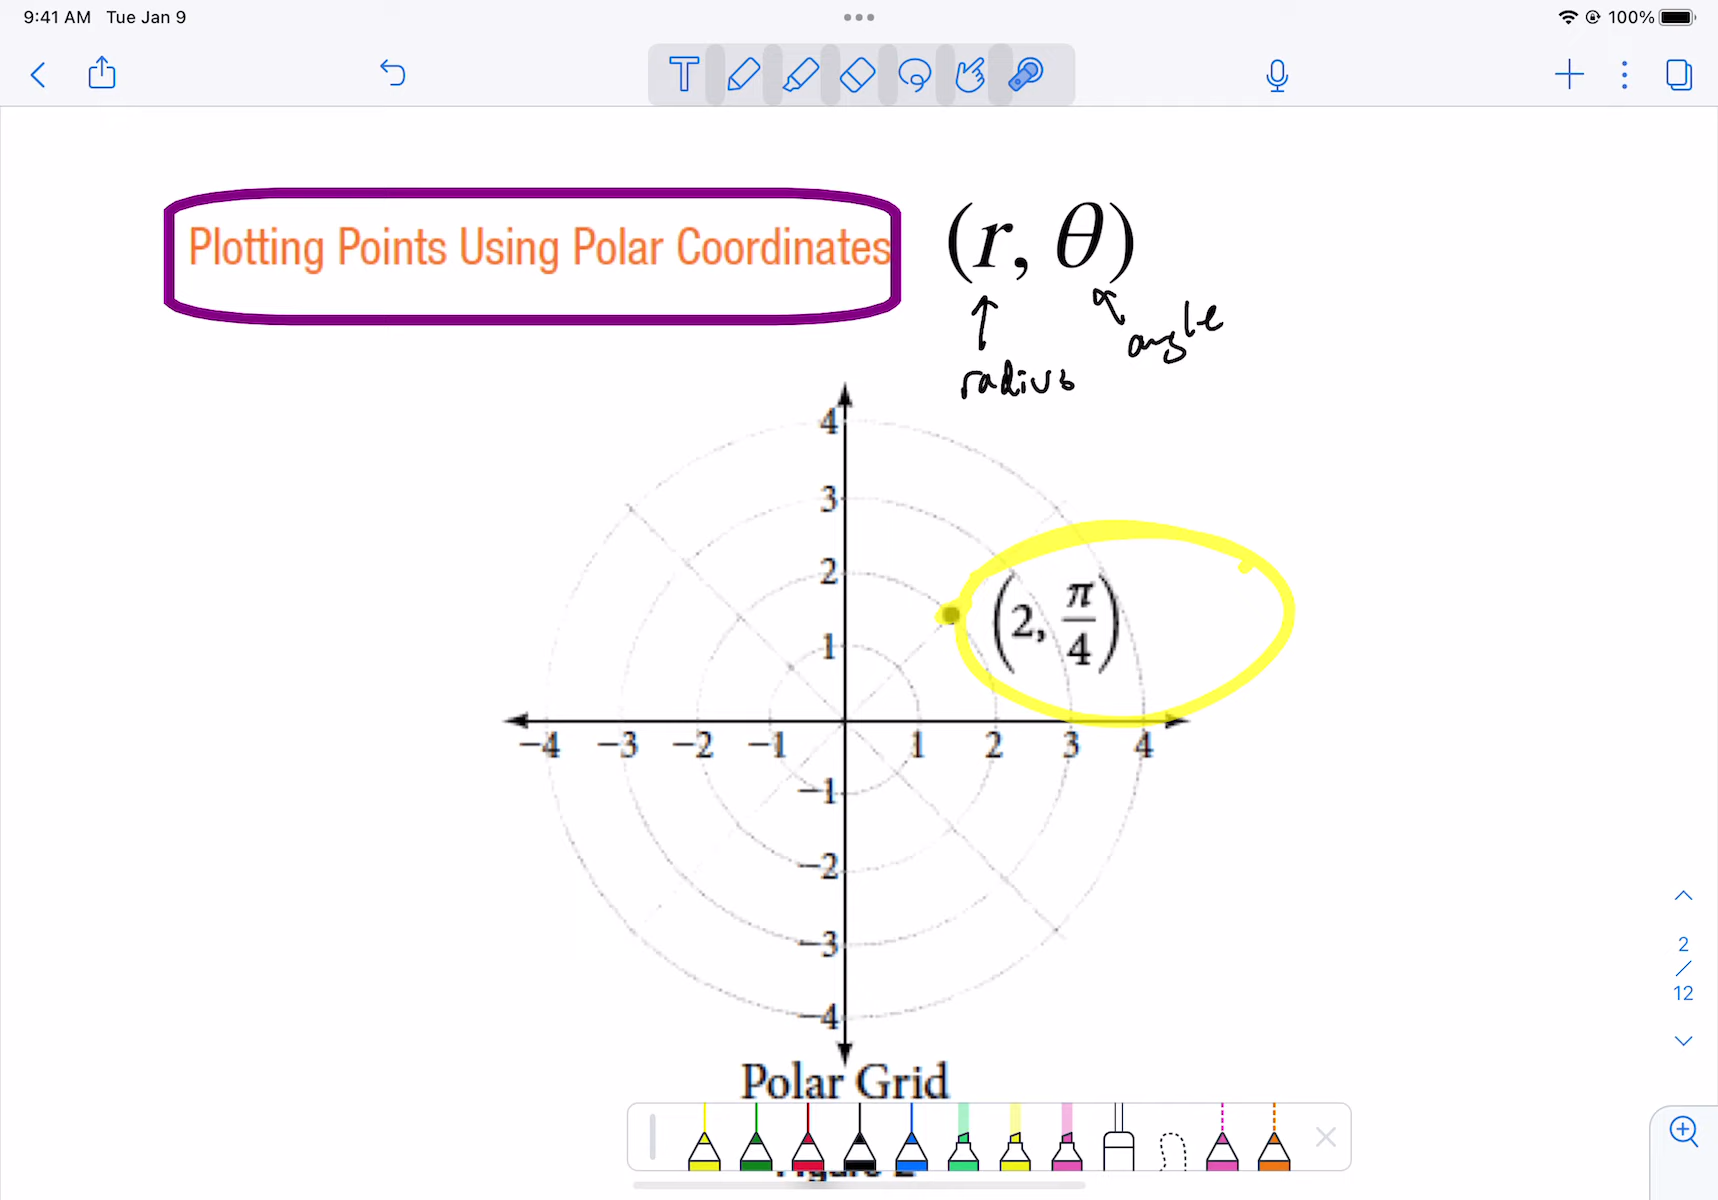 9:41 AM Tue Jan 9
100%
T
Plotting Points Using Polar Coordinates
(r, θ)
radius
angle
4
3
2
1
(2, π/4)
−4 −3 −2 −1 1 2 3 4
−1
−2
−3
−4
Polar Grid
2
/
12